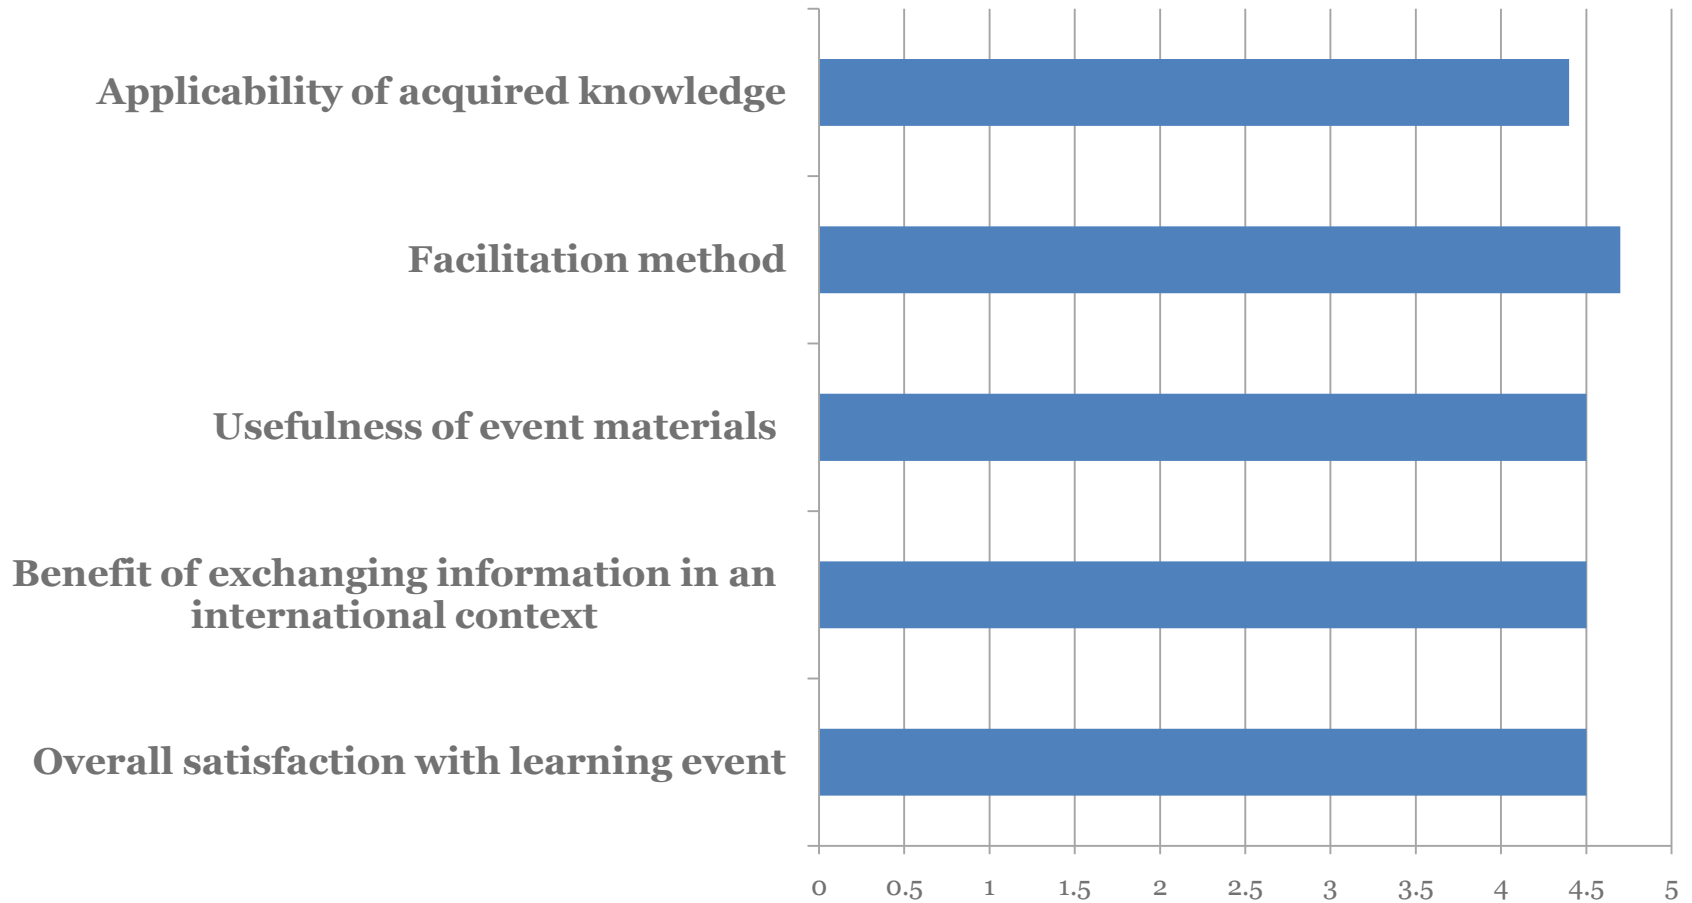 Applicability of acquired knowledge
Facilitation method
Usefulness of event materials
Benefit of exchanging information in an
international context
Overall satisfaction with learning event
0 0.5 1 1.5 2 2.5 3 3.5 4 4.5 5